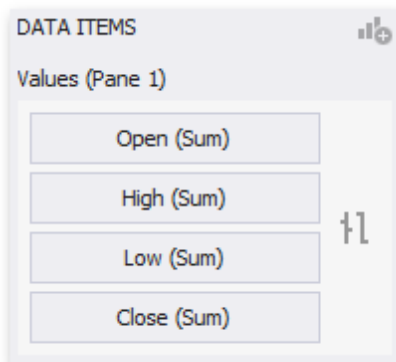 DATA ITEMS
Values (Pane 1)
Open (Sum)
High (Sum)
Low (Sum)
Close (Sum)